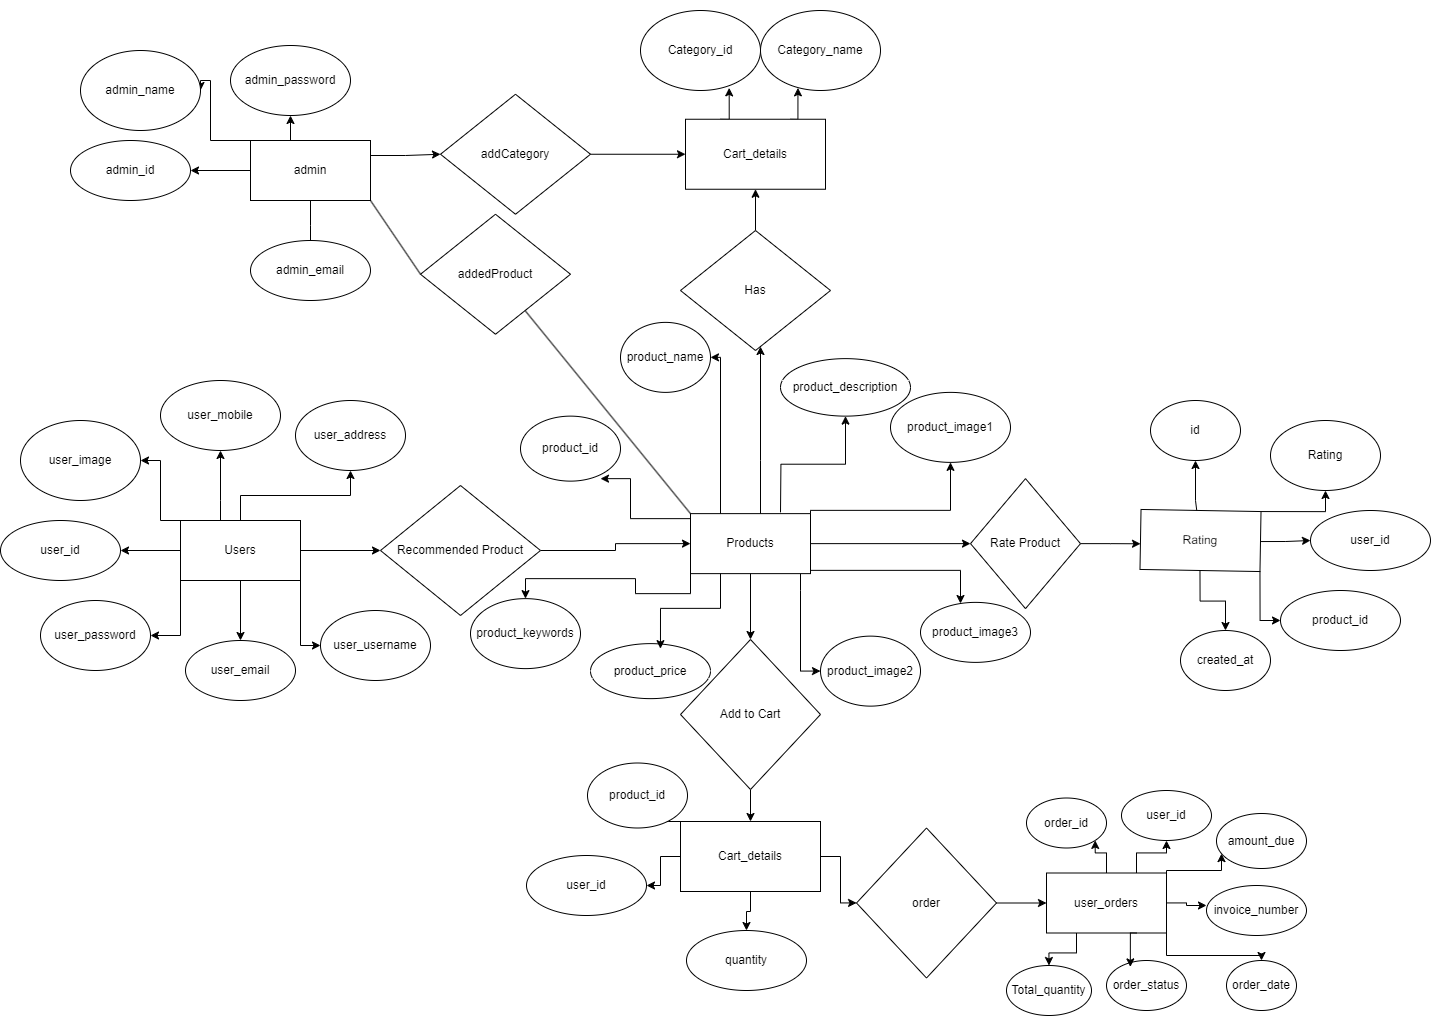 Category_id
Category_name
admin_name
admin_password
admin_id
admin
addCategory
Cart_details
admin_email
addedProduct
Has
product_name
product_description
product_image1
product_id
user_mobile
user_image
user_address
id
Rating
user_id
Users
Recommended Product
Products
Rate Product
Rating
user_id
user_password
user_email
user_username
product_keywords
product_price
product_image2
product_image3
product_id
created_at
Add to Cart
product_id
Cart_details
user_id
quantity
order
order_id
user_id
amount_due
user_orders
invoice_number
Total_quantity
order_status
order_date